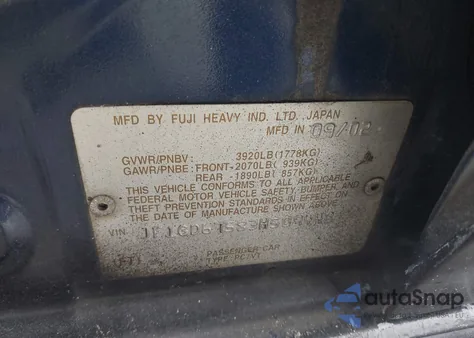 MFD BY FUJI HEAVY IND. LTD. JAPAN
MFD IN 09/02
GVWR/PNBV: 3920LB(1778KG)
GAWR/PNBE: FRONT-2070LB( 939KG)
REAR -1890LB( 857KG)
THIS VEHICLE CONFORMS TO ALL APPLICABLE
FEDERAL MOTOR VEHICLE SAFETY, BUMPER, AND
THEFT PREVENTION STANDARDS IN EFFECT ON
THE DATE OF MANUFACTURE SHOWN ABOVE.
VIN
PASSENGER CAR
TYPE
autoSnap